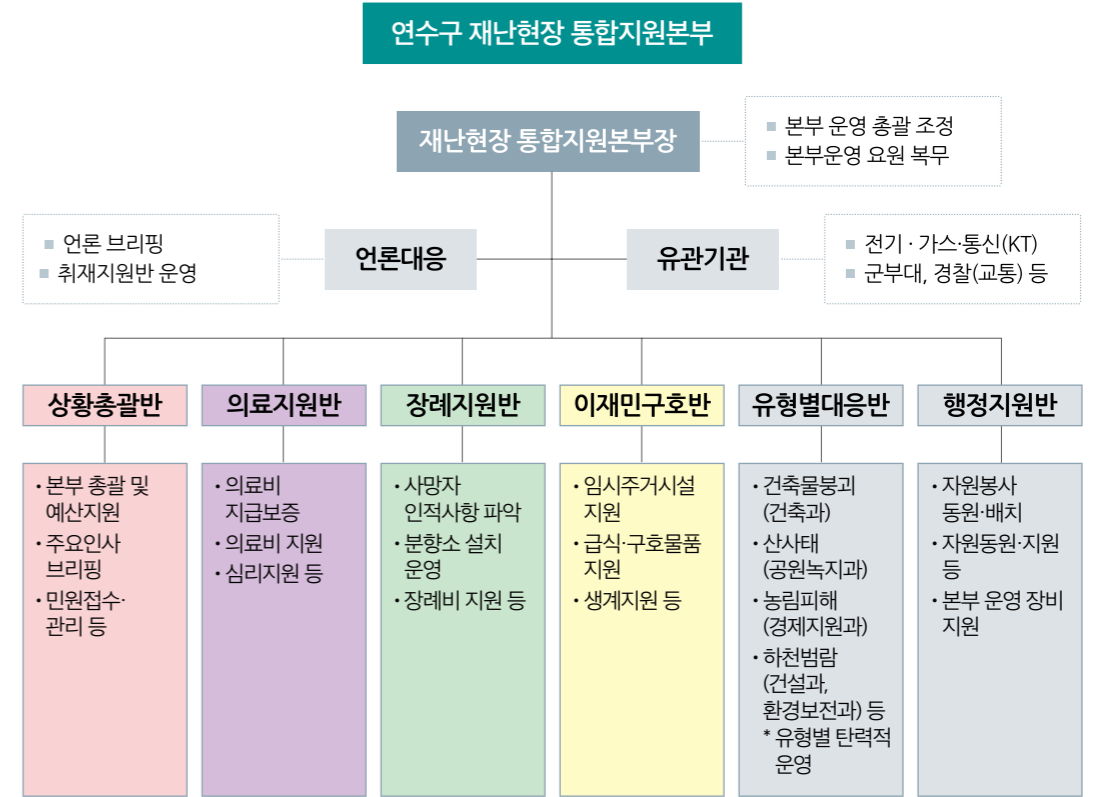 연수구 재난현장 통합지원본부
재난현장 통합지원본부장
■ 본부 운영 총괄 조정
■ 본부운영 요원 복무
■ 언론 브리핑
■ 취재지원반 운영
언론대응
유관기관
■ 전기 · 가스·통신(KT)
■ 군부대, 경찰(교통) 등
상황총괄반
의료지원반
장례지원반
이재민구호반
유형별대응반
행정지원반
· 본부 총괄 및
예산지원
· 주요인사
브리핑
· 민원접수·
관리 등
· 의료비
지급보증
· 의료비 지원
· 심리지원 등
· 사망자
인적사항 파악
· 분향소 설치
운영
· 장례비 지원 등
· 임시주거시설
지원
· 급식·구호물품
지원
· 생계지원 등
· 건축물붕괴
(건축과)
· 산사태
(공원녹지과)
· 농림피해
(경제지원과)
· 하천범람
(건설과,
환경보전과) 등
* 유형별 탄력적
운영
· 자원봉사
동원·배치
· 자원동원·지원
등
· 본부 운영 장비
지원